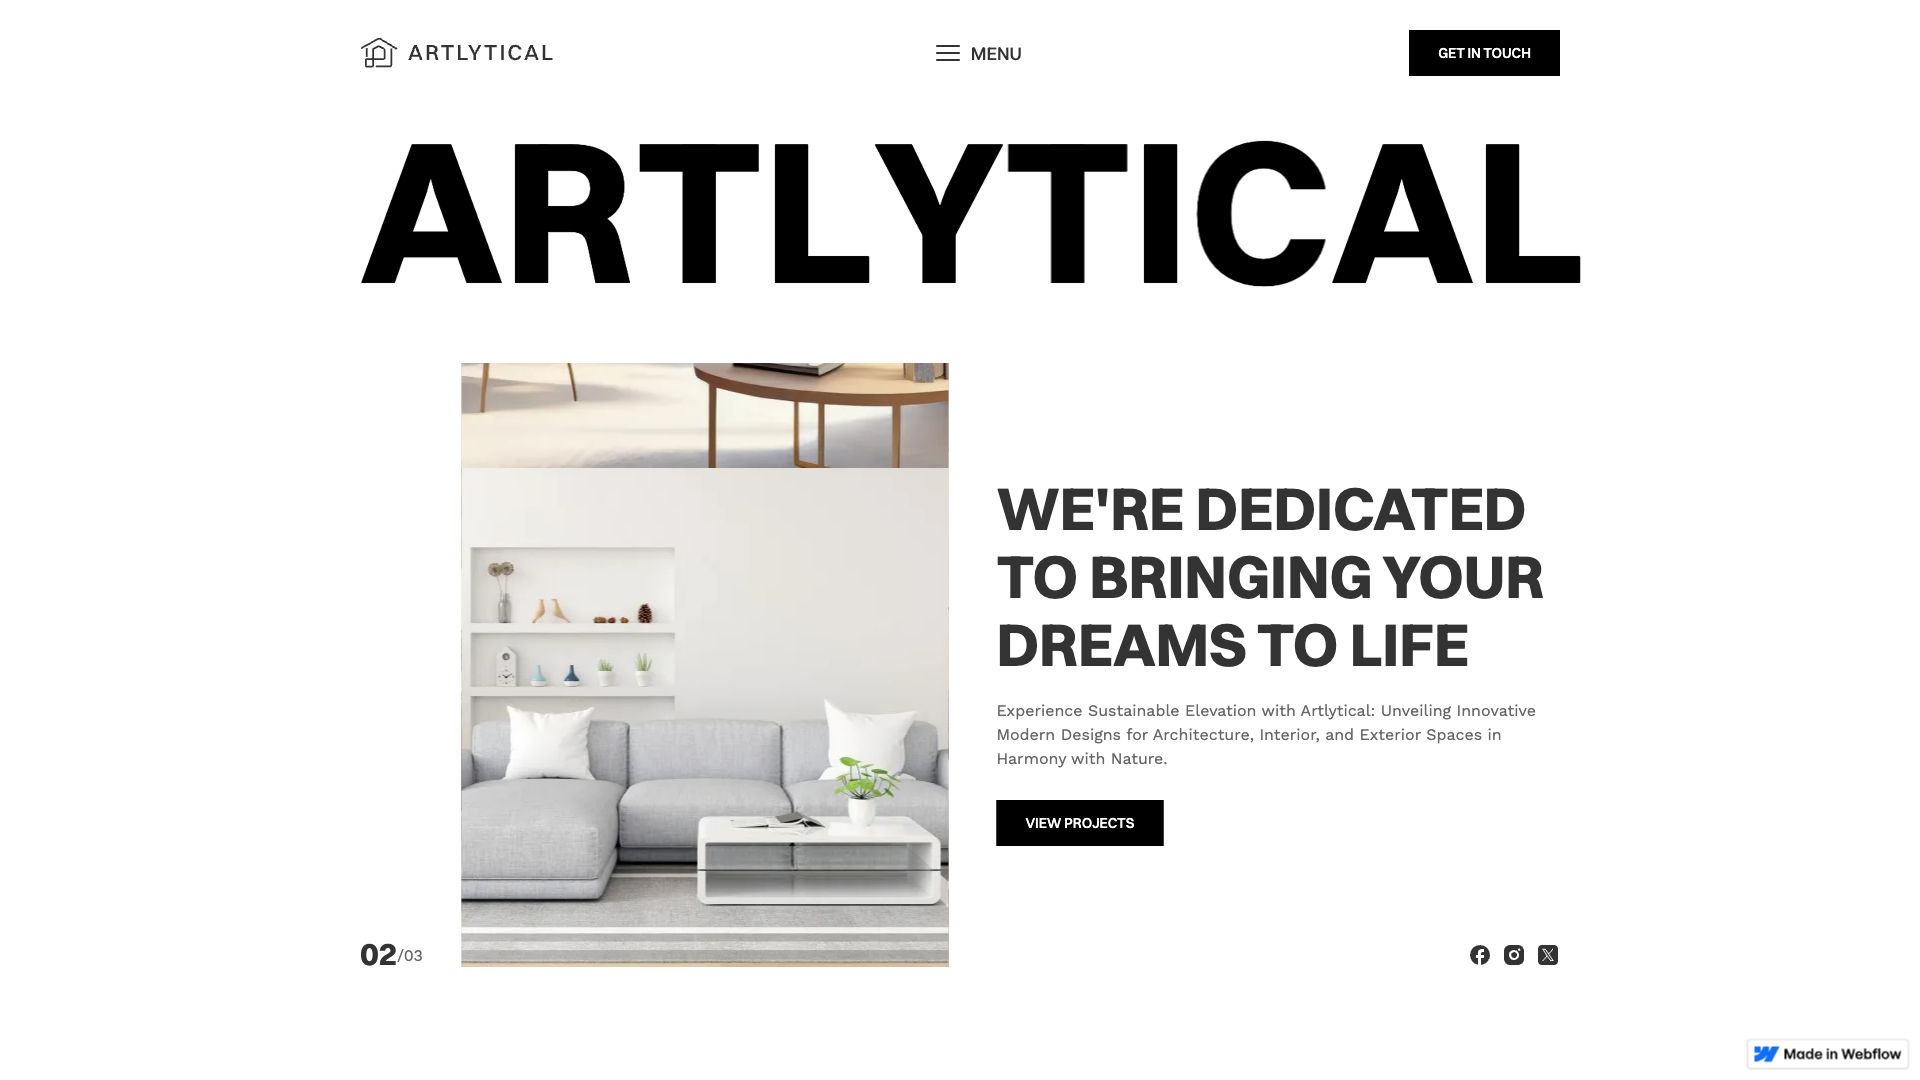 ARTLYTICAL
MENU
GET IN TOUCH
ARTLYTICAL
WE'RE DEDICATED
TO BRINGING YOUR
DREAMS TO LIFE
Experience Sustainable Elevation with Artlytical: Unveiling Innovative
Modern Designs for Architecture, Interior, and Exterior Spaces in
Harmony with Nature.
VIEW PROJECTS
02/03
Made in Webflow